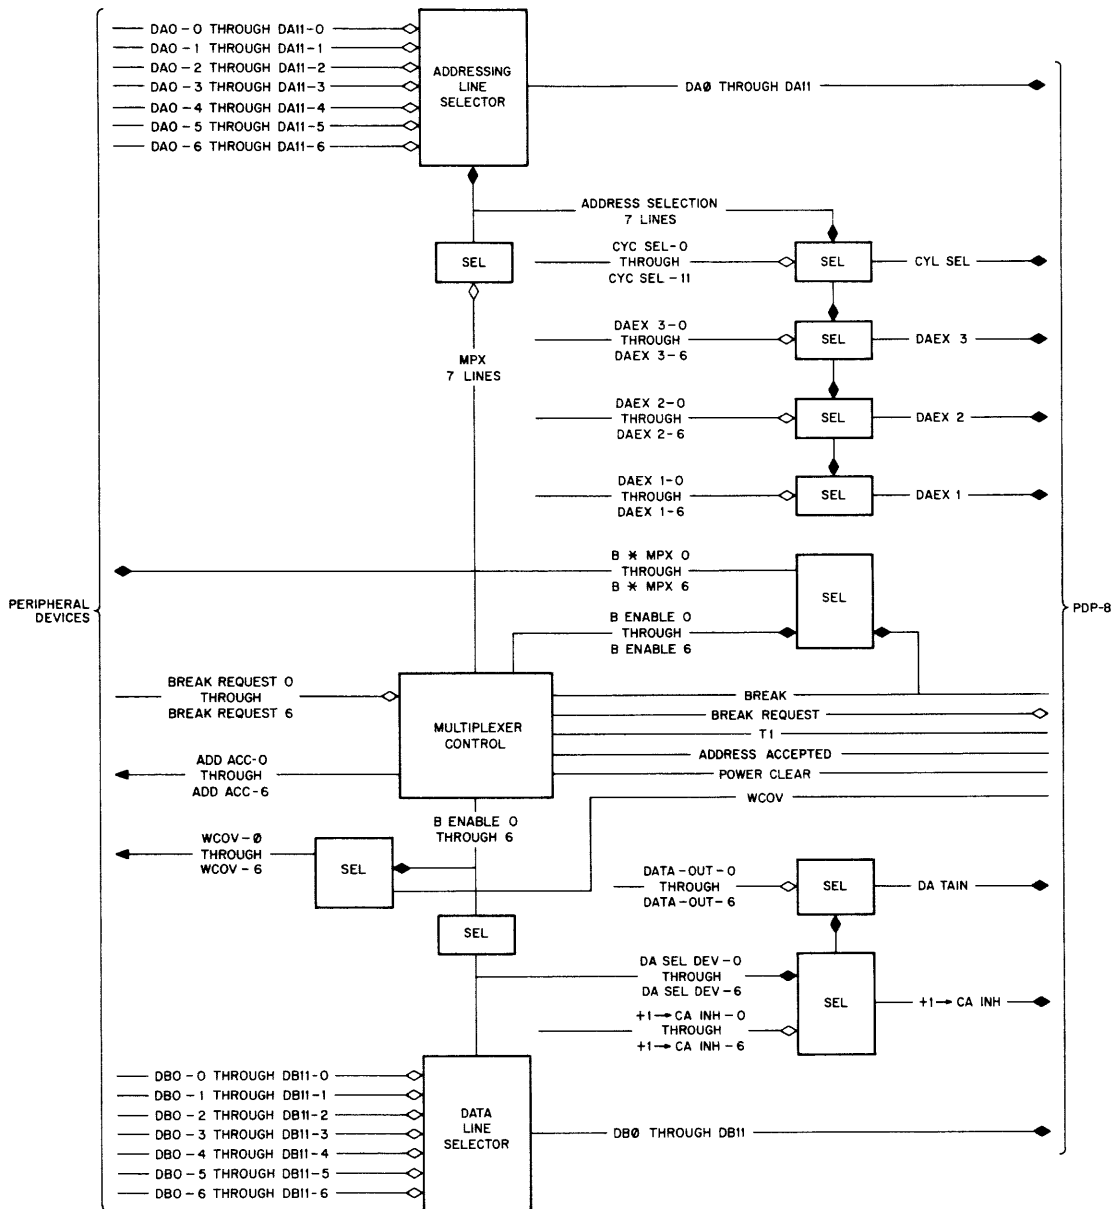 DA0-0 THROUGH DA11-0
DA0-1 THROUGH DA11-1
DA0-2 THROUGH DA11-2
DA0-3 THROUGH DA11-3
DA0-4 THROUGH DA11-4
DA0-5 THROUGH DA11-5
DA0-6 THROUGH DA11-6
ADDRESSING
LINE
SELECTOR
DAØ THROUGH DA11
ADDRESS SELECTION
7 LINES
SEL
CYC SEL-0
THROUGH
CYC SEL-11
SEL
CYL SEL
MPX
7 LINES
DAEX 3-0
THROUGH
DAEX 3-6
SEL
DAEX 3
DAEX 2-0
THROUGH
DAEX 2-6
SEL
DAEX 2
DAEX 1-0
THROUGH
DAEX 1-6
SEL
DAEX 1
B * MPX 0
THROUGH
B * MPX 6
SEL
PERIPHERAL
DEVICES
PDP-8
B ENABLE 0
THROUGH
B ENABLE 6
BREAK REQUEST 0
THROUGH
BREAK REQUEST 6
MULTIPLEXER
CONTROL
BREAK
BREAK REQUEST
T1
ADDRESS ACCEPTED
POWER CLEAR
WCOV
ADD ACC-0
THROUGH
ADD ACC-6
B ENABLE 0
THROUGH 6
WCOV-Ø
THROUGH
WCOV-6
SEL
DATA-OUT-0
THROUGH
DATA-OUT-6
SEL
DA TAIN
SEL
DA SEL DEV-0
THROUGH
DA SEL DEV-6
SEL
+1→CA INH
+1→CA INH-0
THROUGH
+1→CA INH-6
DB0-0 THROUGH DB11-0
DB0-1 THROUGH DB11-1
DB0-2 THROUGH DB11-2
DB0-3 THROUGH DB11-3
DB0-4 THROUGH DB11-4
DB0-5 THROUGH DB11-5
DB0-6 THROUGH DB11-6
DATA
LINE
SELECTOR
DBØ THROUGH DB11